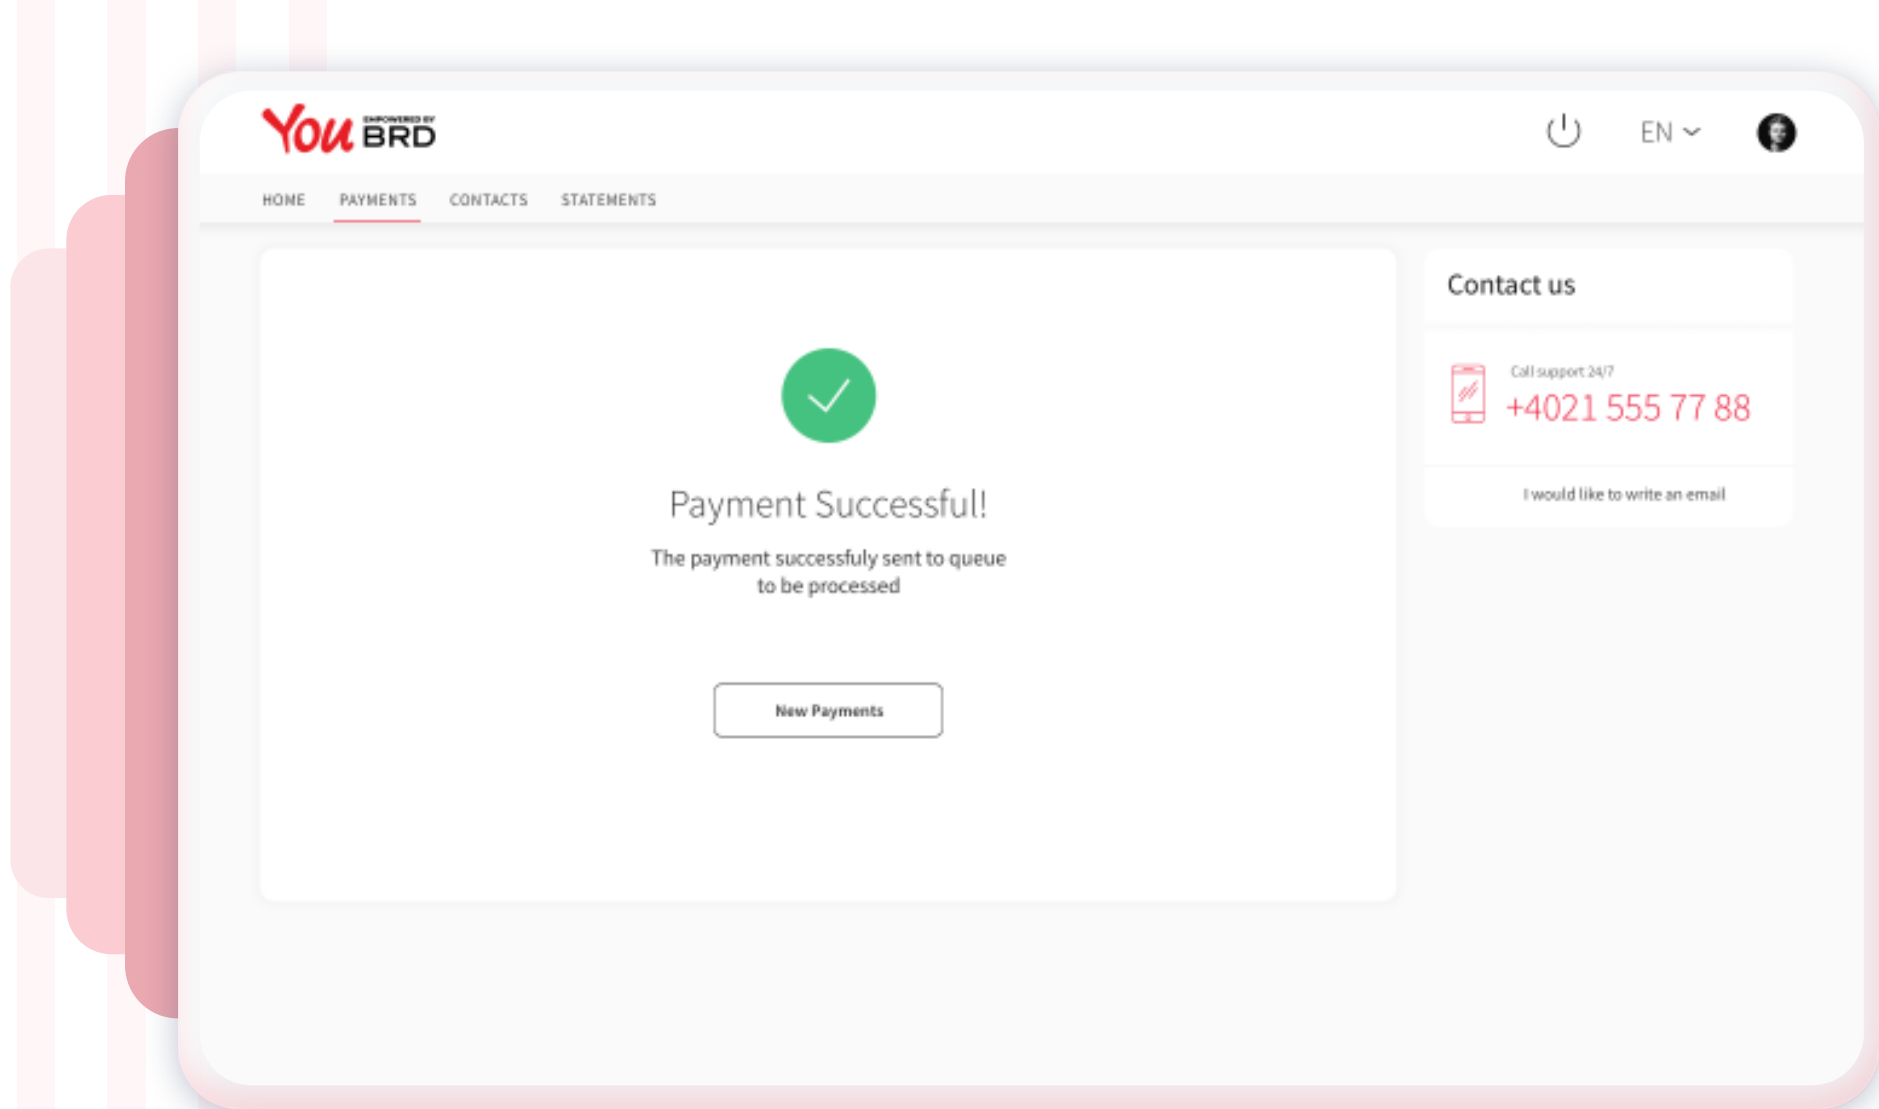 You EMPOWERED BY BRD
EN
HOME PAYMENTS CONTACTS STATEMENTS
Contact us
Call support 24/7
+4021 555 77 88
I would like to write an email
Payment Successful!
The payment successfuly sent to queue
to be processed
New Payments